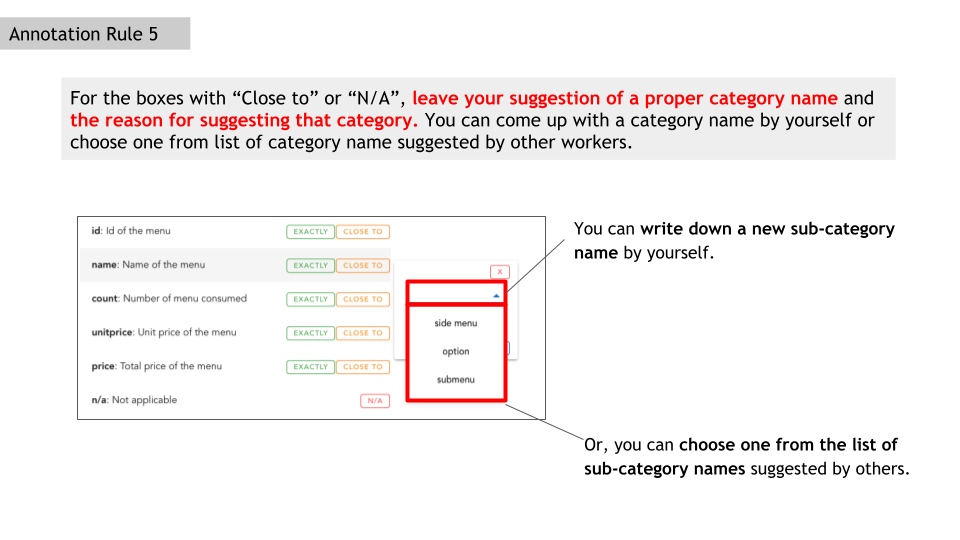 Annotation Rule 5
For the boxes with “Close to” or “N/A”, leave your suggestion of a proper category name and
the reason for suggesting that category. You can come up with a category name by yourself or
choose one from list of category name suggested by other workers.
id: Id of the menu EXACTLY CLOSE TO
You can write down a new sub-category
name by yourself.
name: Name of the menu EXACTLY CLOSE TO
X
count: Number of menu consumed EXACTLY CLOSE TO
side menu
unitprice: Unit price of the menu EXACTLY CLOSE TO
option
price: Total price of the menu EXACTLY CLOSE TO
submenu
n/a: Not applicable N/A
Or, you can choose one from the list of
sub-category names suggested by others.